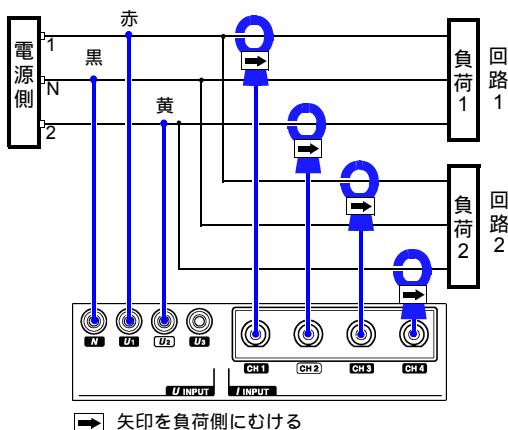 赤
1
黒
N
黄
2
電源側
負荷1
回路1
負荷2
回路2
N
U1
U2
U3
CH 1
CH 2
CH 3
CH 4
U INPUT
I INPUT
矢印を負荷側にむける